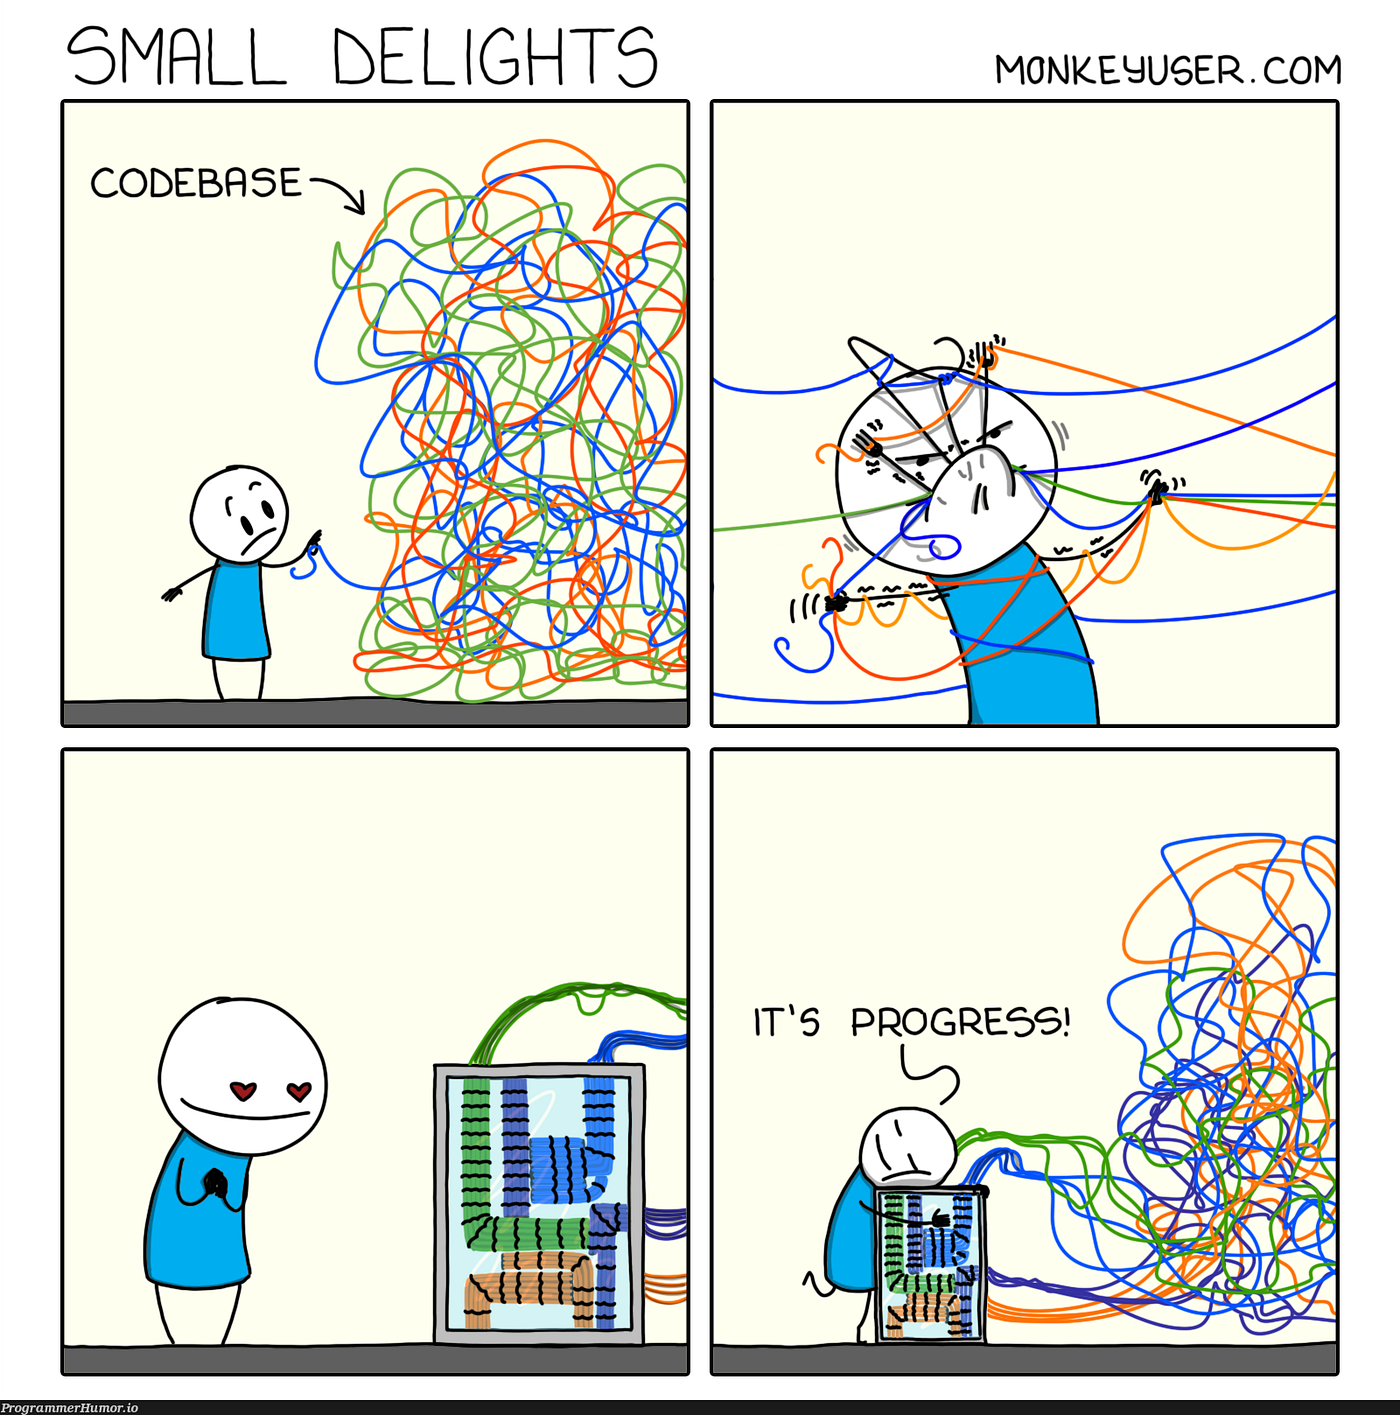 SMALL DELIGHTS
MONKEYUSER.COM
CODEBASE
IT'S PROGRESS!
ProgrammerHumor.io